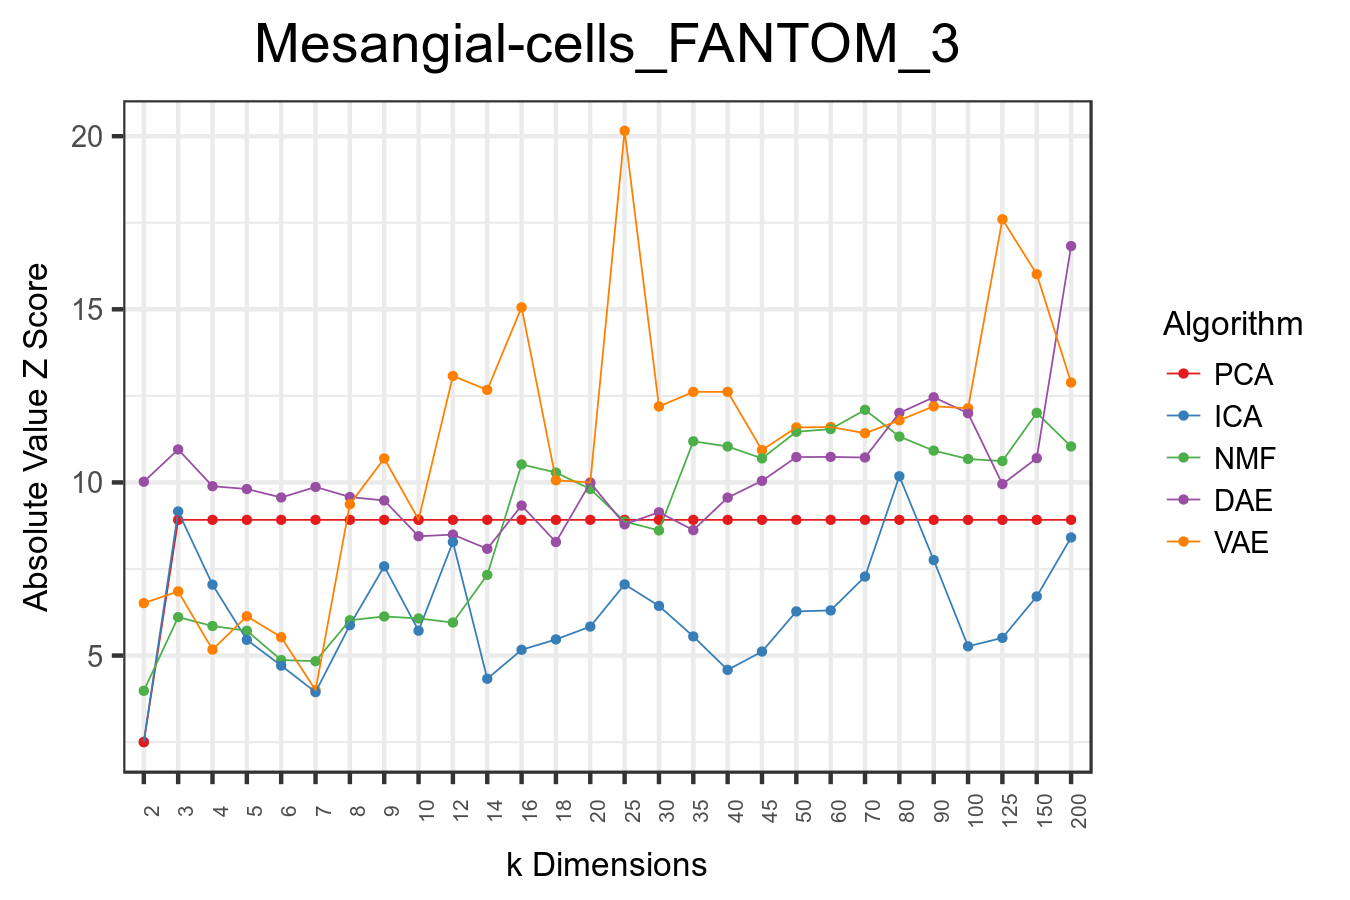 Mesangial-cells_FANTOM_3
Absolute Value Z Score
20
15
10
5
2 3 4 5 6 7 8 9 10 12 14 16 18 20 25 30 35 40 45 50 60 70 80 90 100 125 150 200
k Dimensions
Algorithm
PCA
ICA
NMF
DAE
VAE